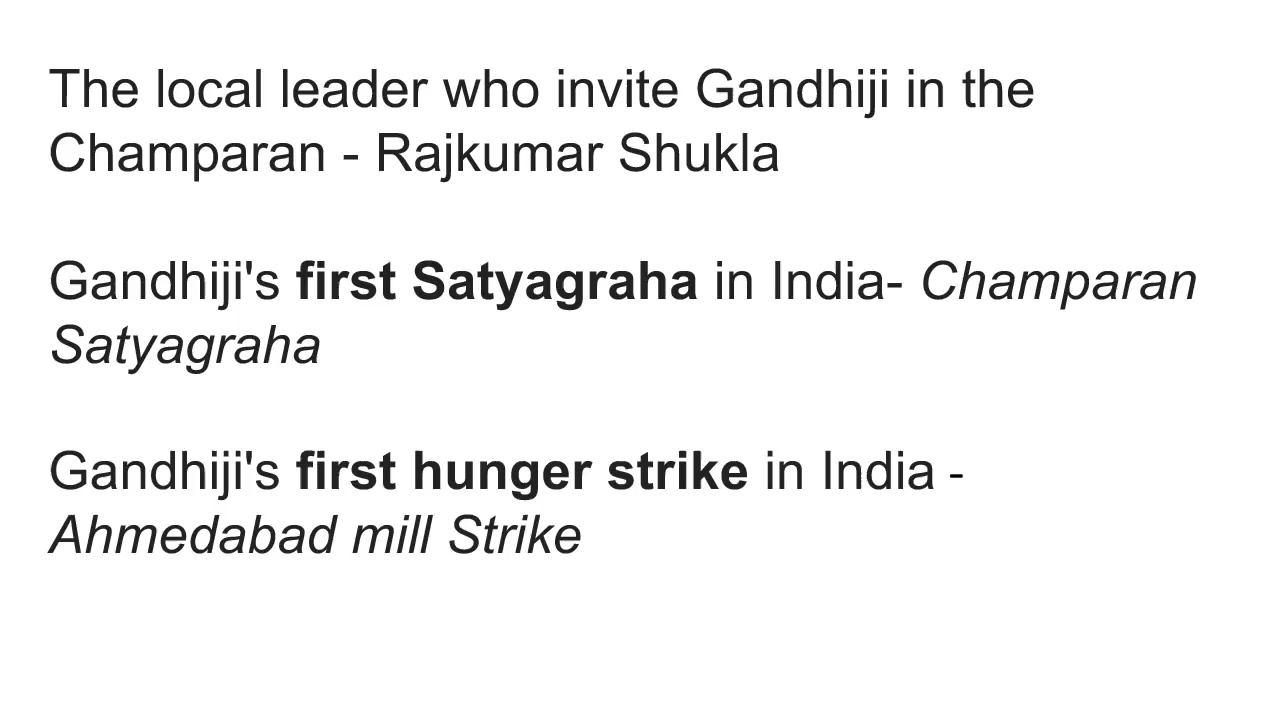 The local leader who invite Gandhiji in the
Champaran - Rajkumar Shukla
Gandhiji's first Satyagraha in India- Champaran
Satyagraha
Gandhiji's first hunger strike in India -
Ahmedabad mill Strike